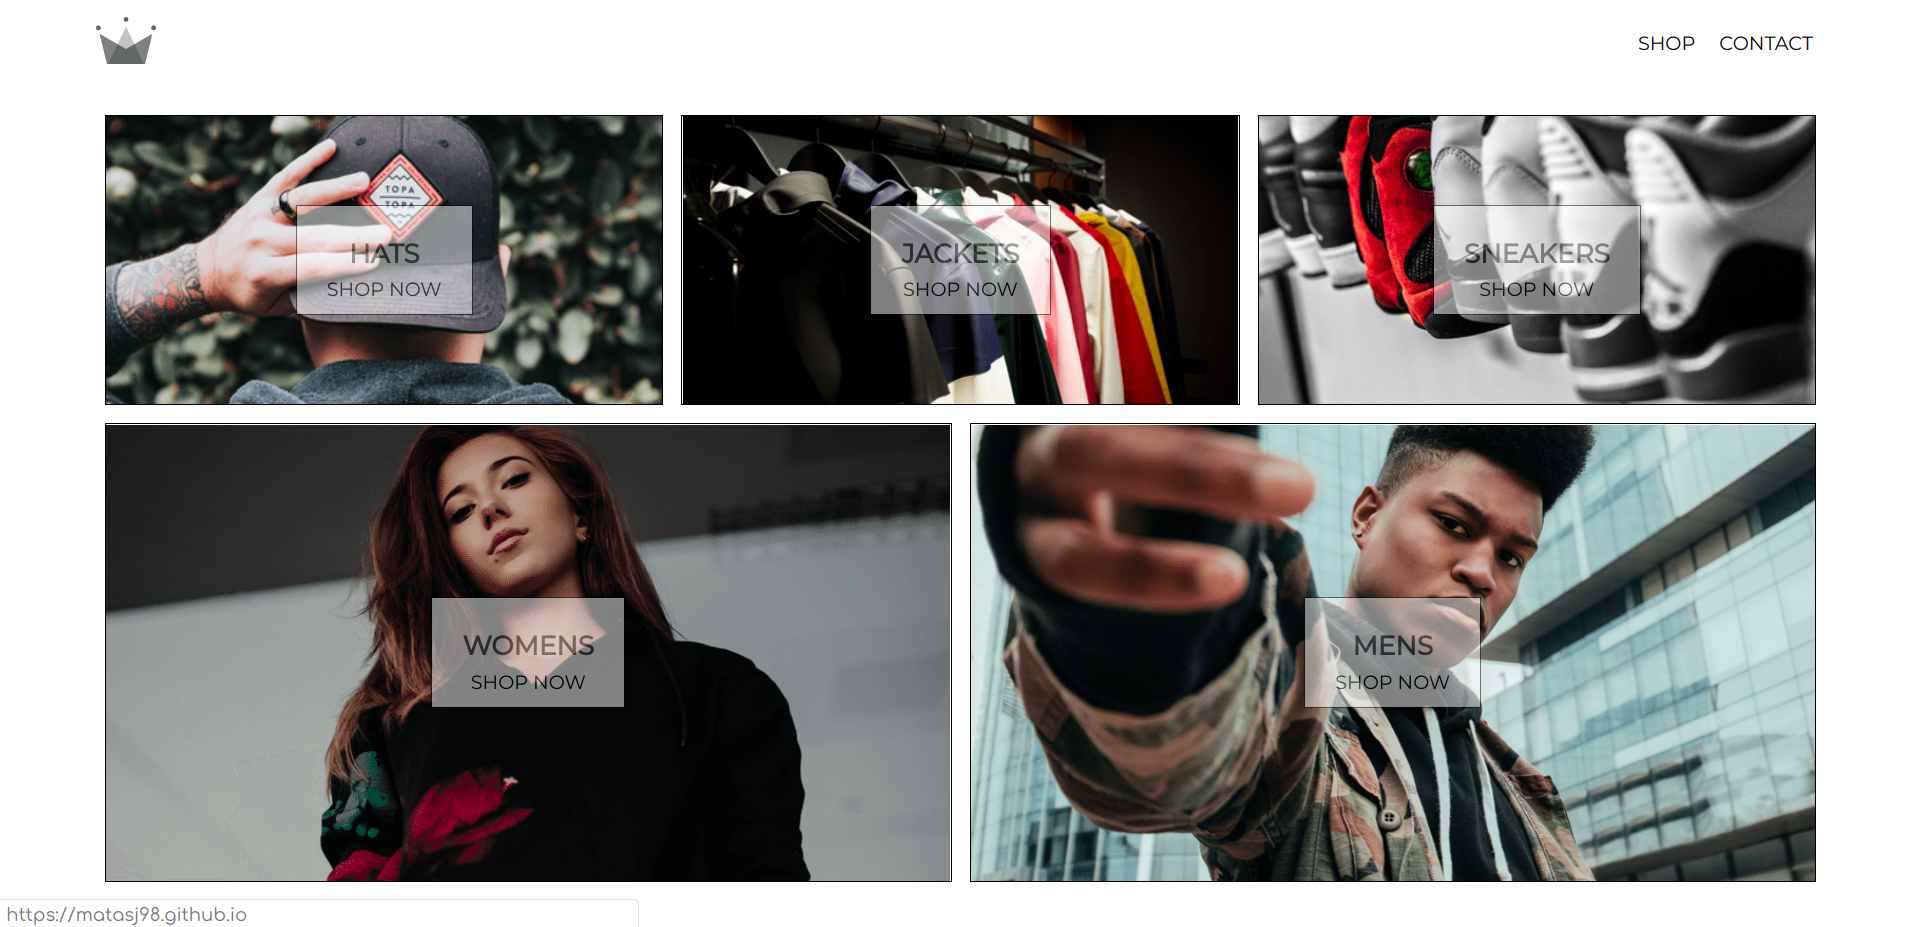 SHOP CONTACT
TOPA
TOPA
HATS
SHOP NOW
JACKETS
SHOP NOW
SNEAKERS
SHOP NOW
WOMENS
SHOP NOW
MENS
SHOP NOW
https://matasj98.github.io